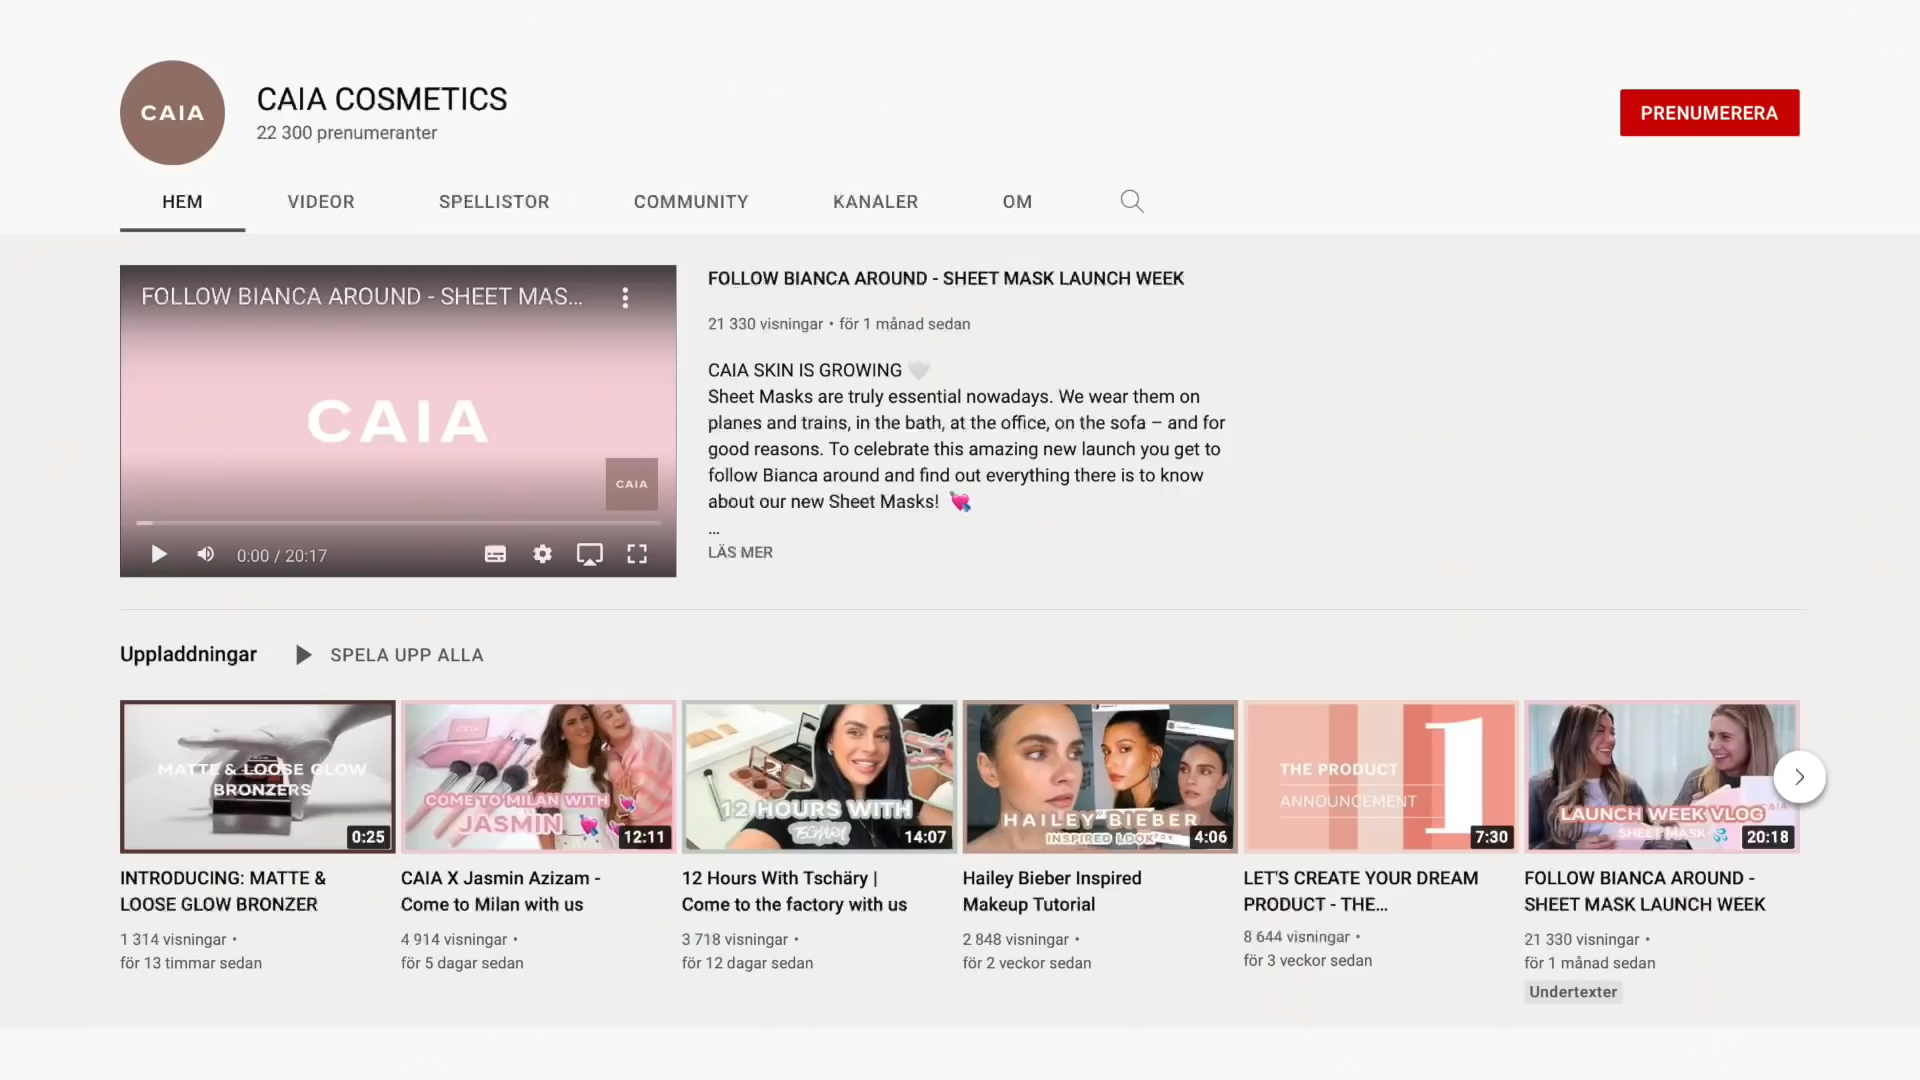 CAIA
CAIA COSMETICS
22 300 prenumeranter
PRENUMERERA
HEM
VIDEOR
SPELLISTOR
COMMUNITY
KANALER
OM
FOLLOW BIANCA AROUND - SHEET MAS...
CAIA
CAIA
0:00 / 20:17
FOLLOW BIANCA AROUND - SHEET MASK LAUNCH WEEK
21 330 visningar • för 1 månad sedan
CAIA SKIN IS GROWING 🤍
Sheet Masks are truly essential nowadays. We wear them on
planes and trains, in the bath, at the office, on the sofa – and for
good reasons. To celebrate this amazing new launch you get to
follow Bianca around and find out everything there is to know
about our new Sheet Masks! 💘
...
LÄS MER
Uppladdningar
SPELA UPP ALLA
MATTE & LOOSE GLOW
BRONZERS
0:25
INTRODUCING: MATTE &
LOOSE GLOW BRONZER
1 314 visningar •
för 13 timmar sedan
COME TO MILAN WITH
JASMIN
12:11
CAIA X Jasmin Azizam -
Come to Milan with us
4 914 visningar •
för 5 dagar sedan
12 HOURS WITH
TSCHÄRY
14:07
12 Hours With Tschäry |
Come to the factory with us
3 718 visningar •
för 12 dagar sedan
HAILEY BIEBER
INSPIRED LOOK
4:06
Hailey Bieber Inspired
Makeup Tutorial
2 848 visningar •
för 2 veckor sedan
1
THE PRODUCT
ANNOUNCEMENT
7:30
LET'S CREATE YOUR DREAM
PRODUCT - THE...
8 644 visningar •
för 3 veckor sedan
LAUNCH WEEK VLOG
SHEET MASK 💦
20:18
FOLLOW BIANCA AROUND -
SHEET MASK LAUNCH WEEK
21 330 visningar •
för 1 månad sedan
Undertexter